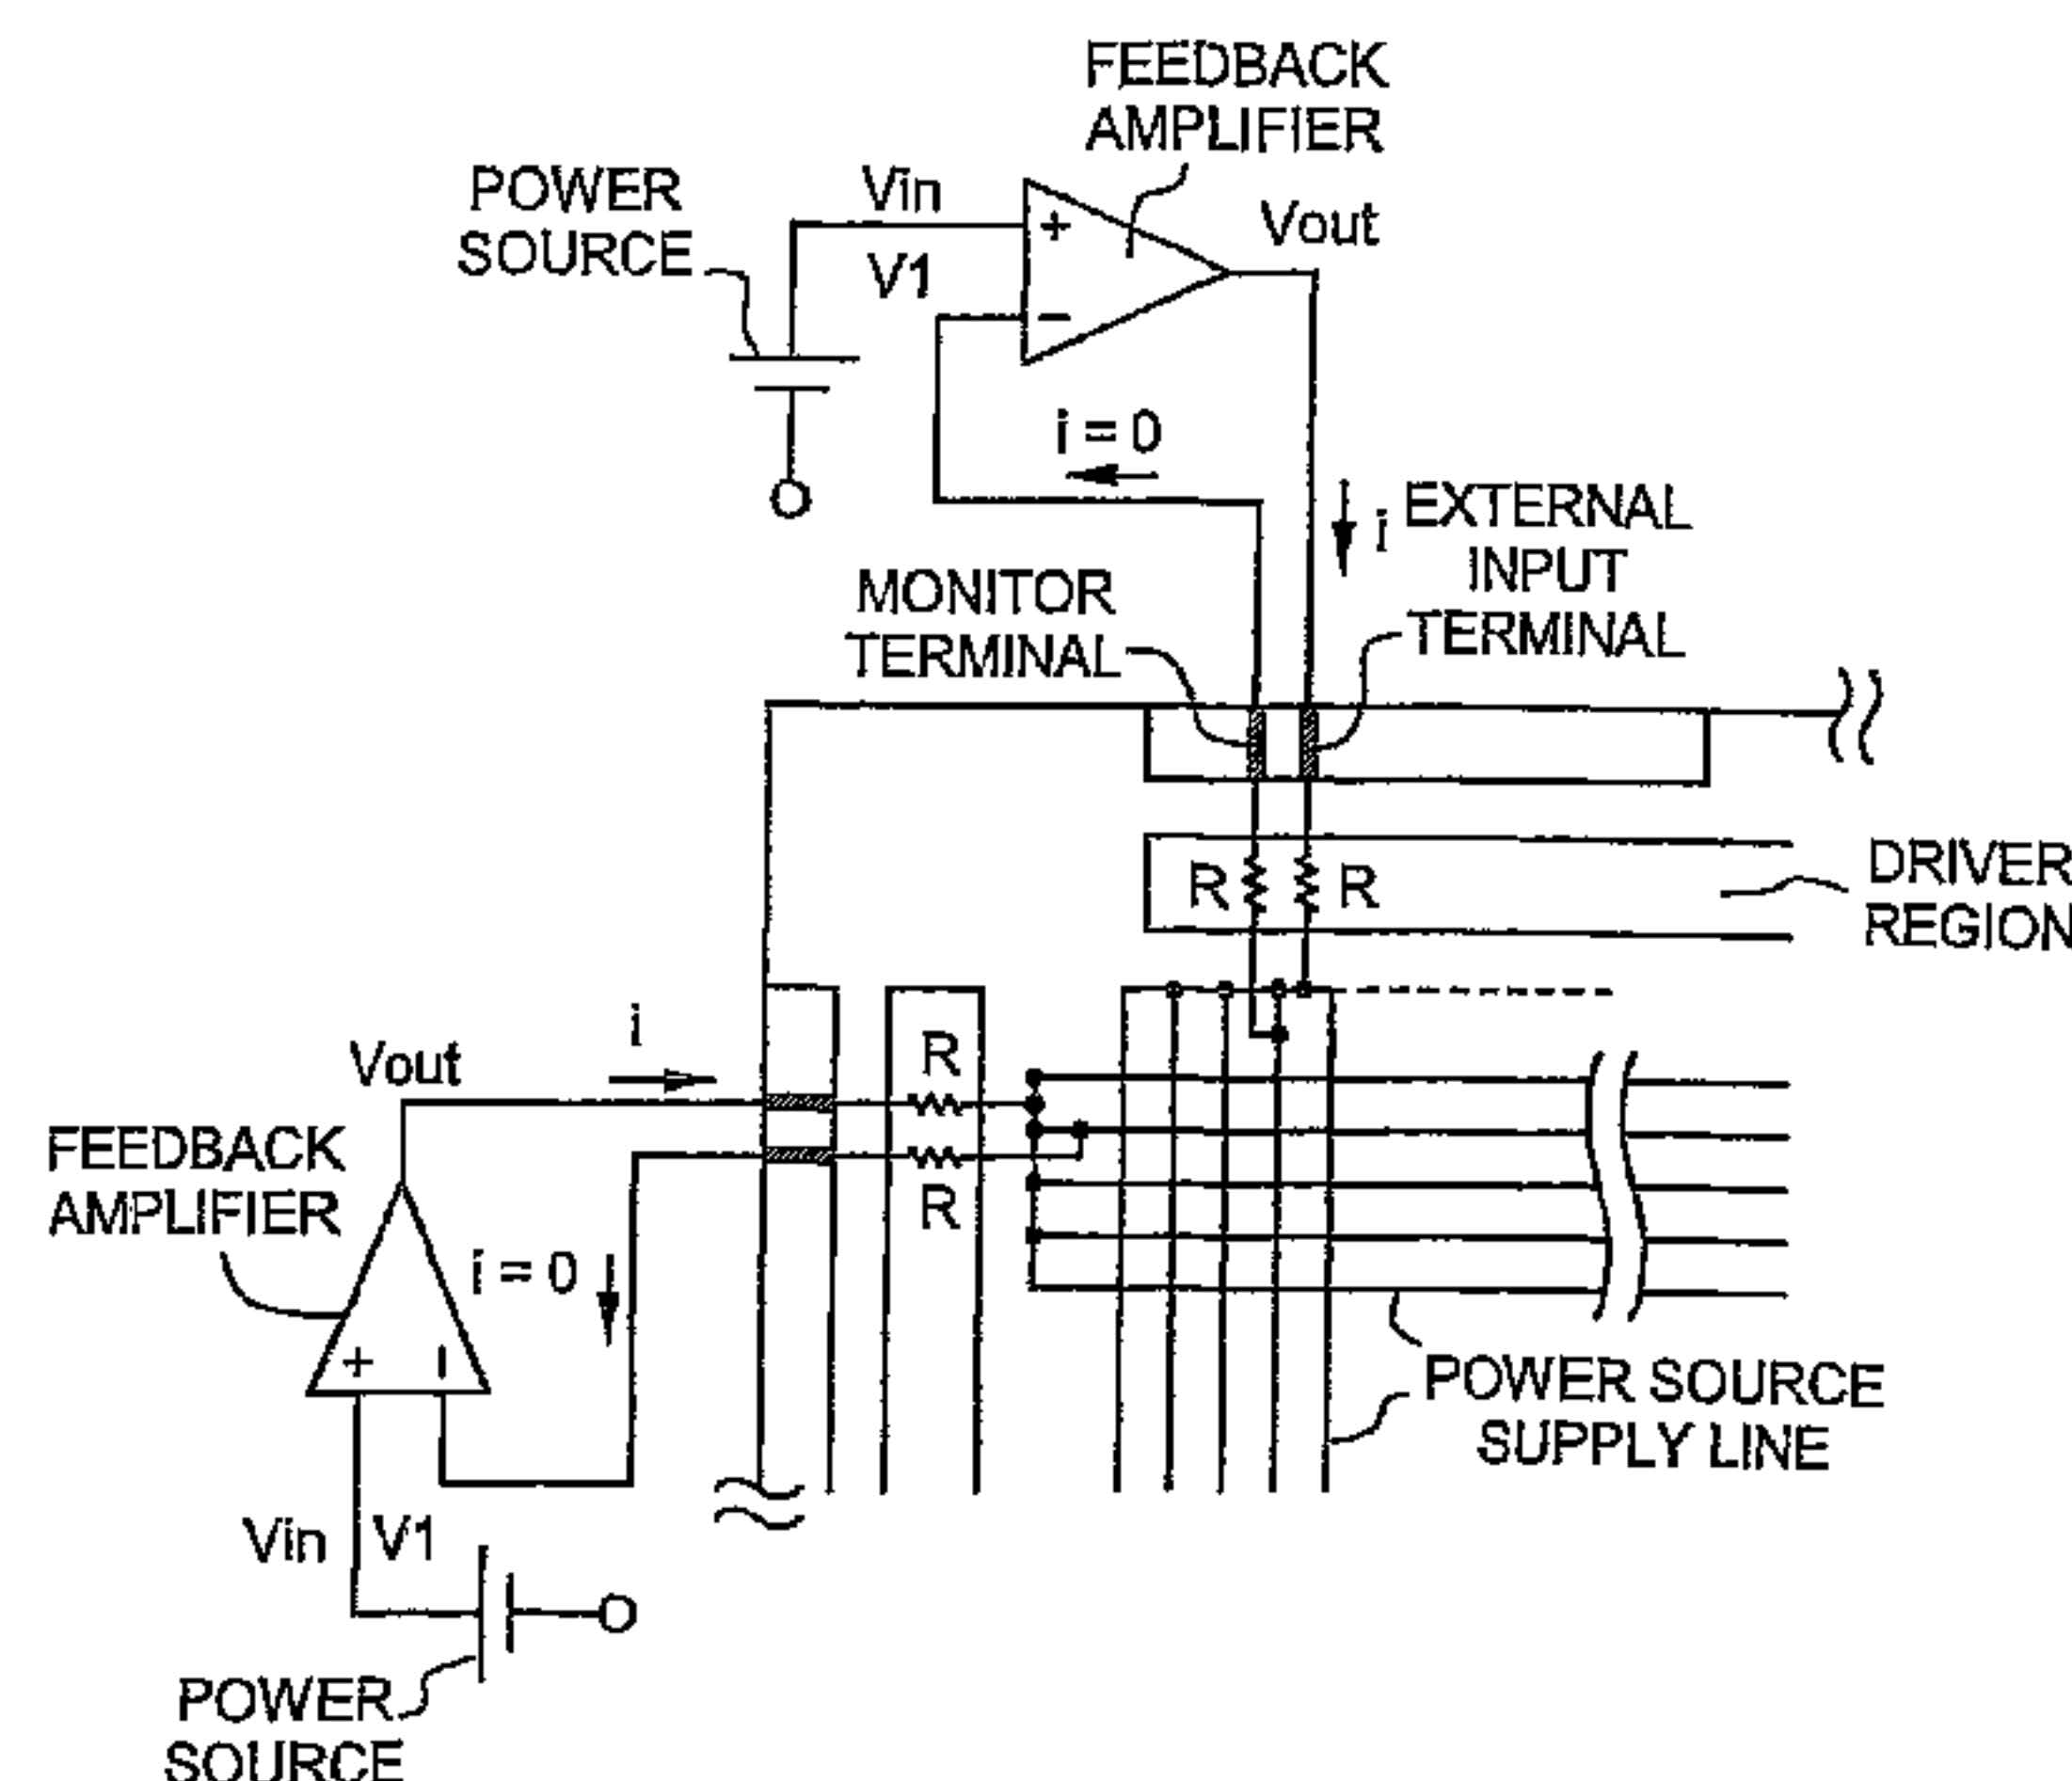 FEEDBACK
AMPLIFIER
POWER
SOURCE
Vin
V1
+
−
Vout
i = 0
i
EXTERNAL
INPUT
TERMINAL
MONITOR
TERMINAL
R
R
DRIVER
REGION
i
Vout
R
R
FEEDBACK
AMPLIFIER
i = 0
+
−
POWER SOURCE
SUPPLY LINE
Vin
V1
POWER
SOURCE